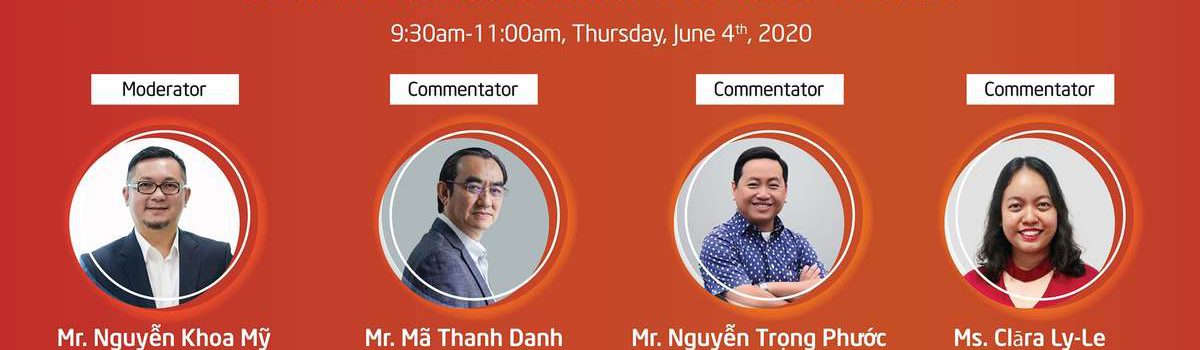 9:30am-11:00am, Thursday, June 4th, 2020
Moderator
Commentator
Commentator
Commentator
Mr. Nguyễn Khoa Mỹ
Mr. Mã Thanh Danh
Mr. Nguyễn Trọng Phước
Ms. Clāra Ly-Le